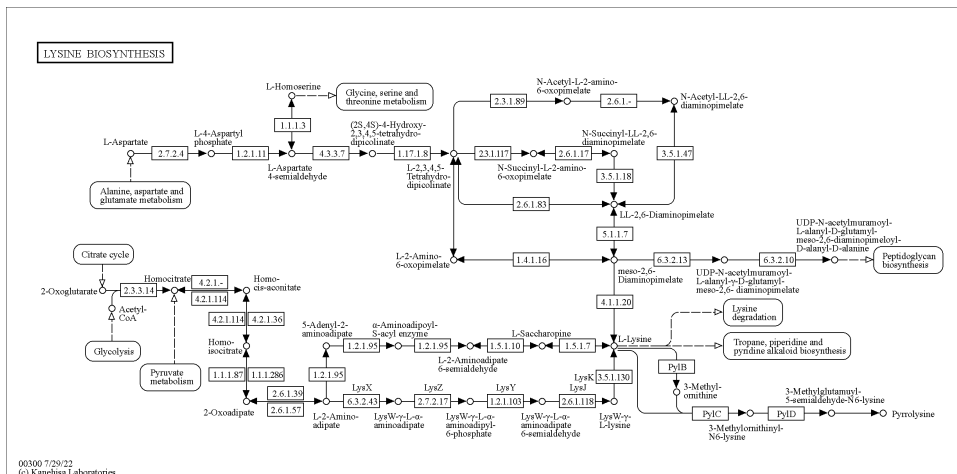 LYSINE BIOSYNTHESIS
L-Homoserine
Glycine, serine and
threonine metabolism
1.1.1.3
L-Aspartate
L-4-Aspartyl
phosphate
2.7.2.4
1.2.1.11
L-Aspartate
4-semialdehyde
4.3.3.7
(2S,4S)-4-Hydroxy-
2,3,4,5-tetrahydro-
dipicolinate
1.17.1.8
L-2,3,4,5-
Tetrahydro-
dipicolinate
Alanine, aspartate and
glutamate metabolism
2.3.1.89
N-Acetyl-L-2-amino-
6-oxopimelate
2.6.1.-
N-Acetyl-LL-2,6-
diaminopimelate
2.3.1.117
N-Succinyl-L-2-amino-
6-oxopimelate
2.6.1.17
N-Succinyl-LL-2,6-
diaminopimelate
3.5.1.18
3.5.1.47
2.6.1.83
LL-2,6-Diaminopimelate
5.1.1.7
L-2-Amino-
6-oxopimelate
1.4.1.16
meso-2,6-
Diaminopimelate
6.3.2.13
UDP-N-acetylmuramoyl-
L-alanyl-γ-D-glutamyl-
meso-2,6- diaminopimelate
6.3.2.10
UDP-N-acetylmuramoyl-
L-alanyl-D-glutamyl-
meso-2,6-diaminopimeloyl-
D-alanyl-D-alanine
Peptidoglycan
biosynthesis
4.1.1.20
Citrate cycle
2-Oxoglutarate
2.3.3.14
Homocitrate
4.2.1.-
4.2.1.114
Homo-
cis-aconitate
Acetyl-
CoA
Glycolysis
Pyruvate
metabolism
4.2.1.114
4.2.1.36
Homo-
isocitrate
1.1.1.87
1.1.1.286
2-Oxoadipate
2.6.1.39
2.6.1.57
L-2-Amino-
adipate
1.2.1.95
5-Adenyl-2-
aminoadipate
1.2.1.95
α-Aminoadipoyl-
S-acyl enzyme
1.2.1.95
L-2-Aminoadipate
6-semialdehyde
1.5.1.10
L-Saccharopine
1.5.1.7
L-Lysine
Lysine
degradation
Tropane, piperidine and
pyridine alkaloid biosynthesis
LysX
6.3.2.43
LysW-γ-L-α-
aminoadipate
LysZ
2.7.2.17
LysW-γ-L-α-
aminoadipyl-
6-phosphate
LysY
1.2.1.103
LysW-γ-L-α-
aminoadipate
6-semialdehyde
LysJ
2.6.1.118
LysW-γ-
L-lysine
LysK
3.5.1.130
PylB
3-Methyl-
ornithine
PylC
3-Methylornithinyl-
N6-lysine
PylD
3-Methylglutamyl-
5-semialdehyde-N6-lysine
Pyrrolysine
00300 7/29/22
(c) Kanehisa Laboratories